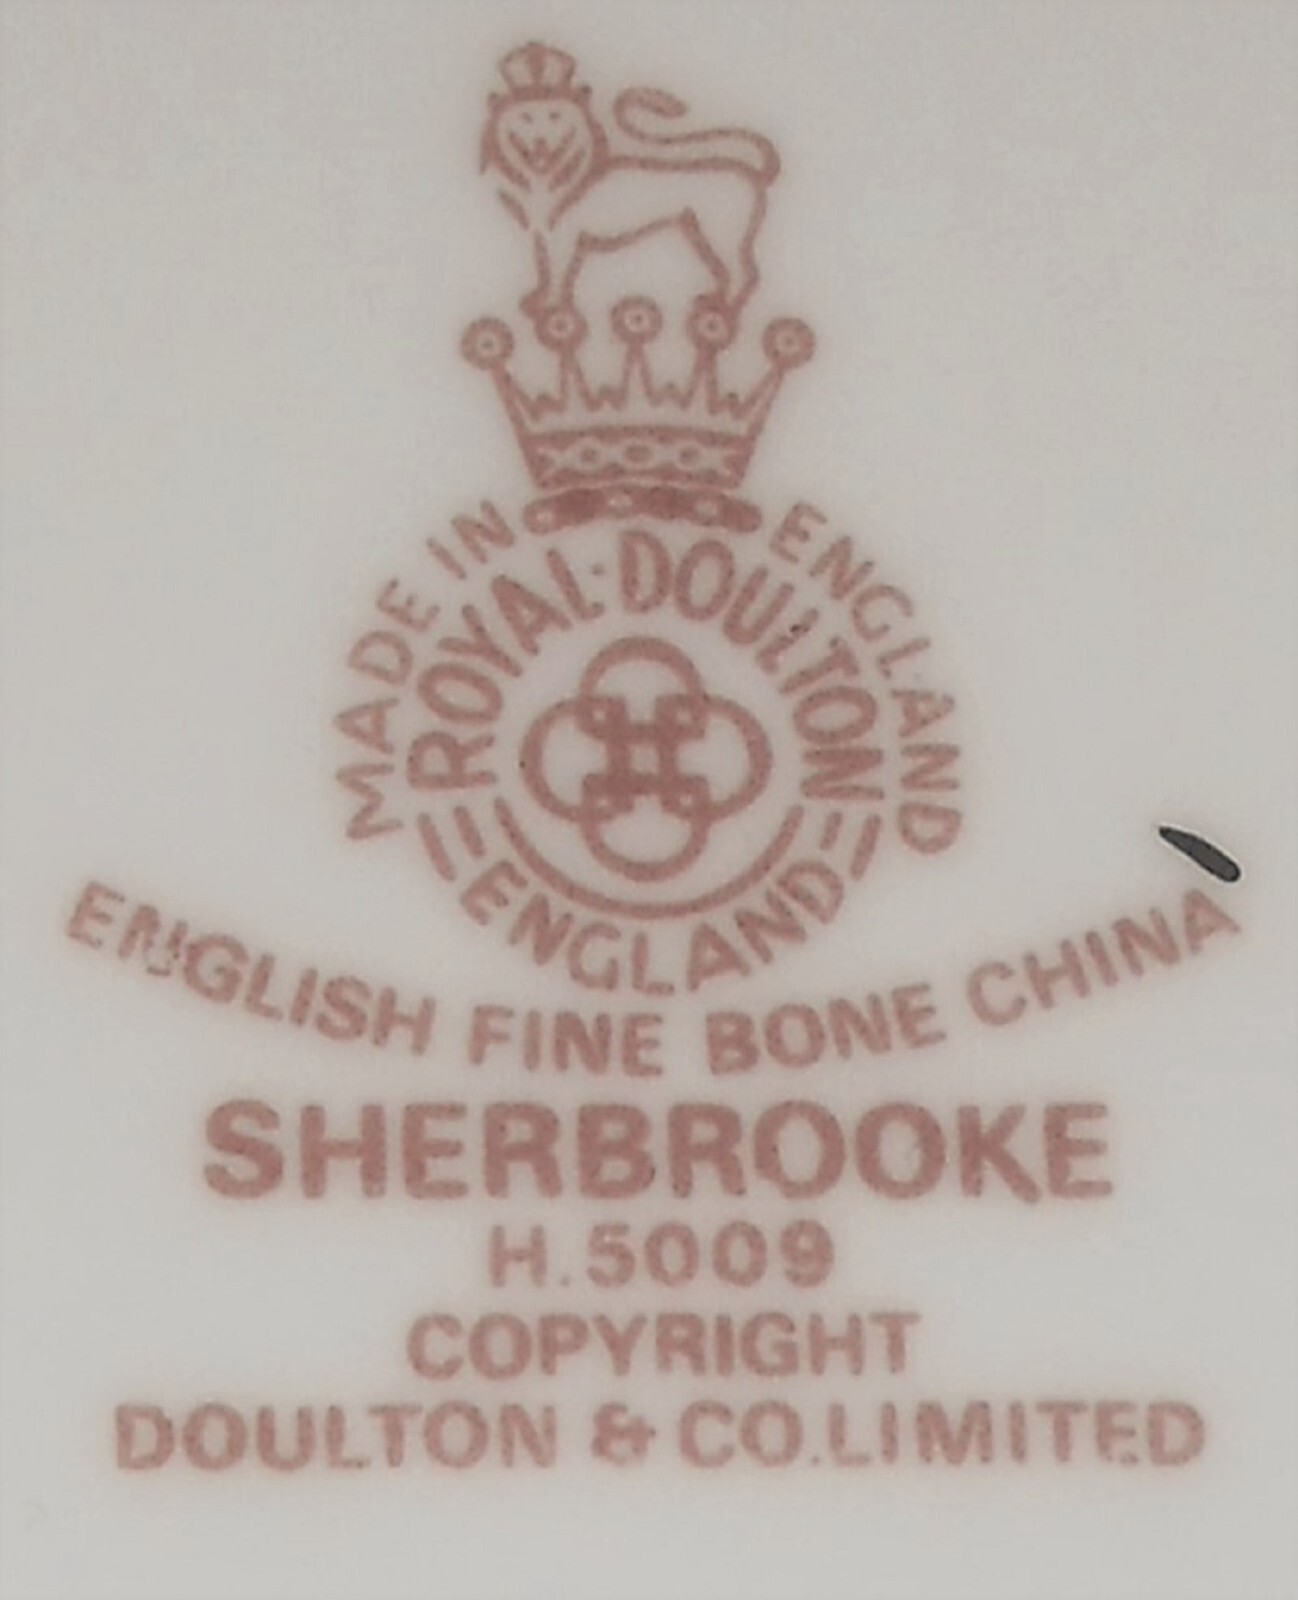 MADE IN ENGLAND
ROYAL·DOULTON
ENGLAND
ENGLISH FINE BONE CHINA
SHERBROOKE
H.5009
COPYRIGHT
DOULTON & CO.LIMITED